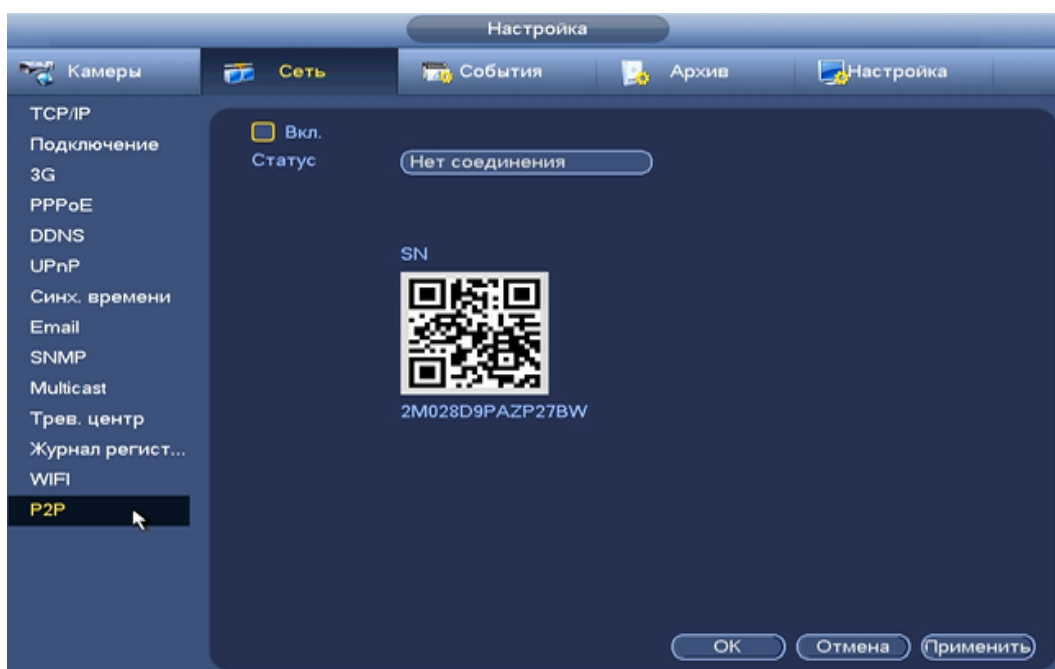 Настройка
Камеры
Сеть
События
Архив
Настройка
TCP/IP
Подключение
3G
PPPoE
DDNS
UPnP
Синх. времени
Email
SNMP
Multicast
Трев. центр
Журнал регист...
WIFI
P2P
Вкл.
Статус
Нет соединения
SN
2M028D9PAZP27BW
OK
Отмена
Применить